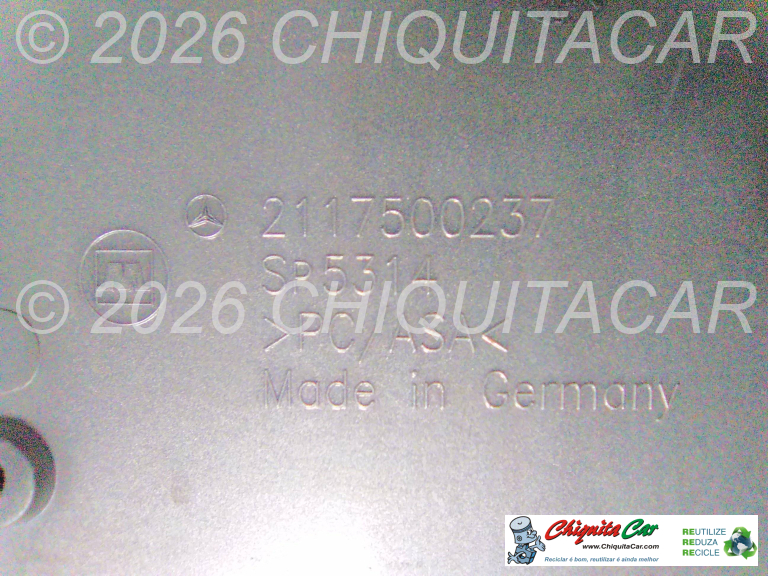 © 2026 CHIQUITACAR
2117500237
SR5314
© 2026 CHIQUITACAR
>PC/ASA<
Made in Germany
Chiquita Car
www.ChiquitaCar.com
Reciclar é bom, reutilizar é ainda melhor
REUTILIZE
REDUZA
RECICLE